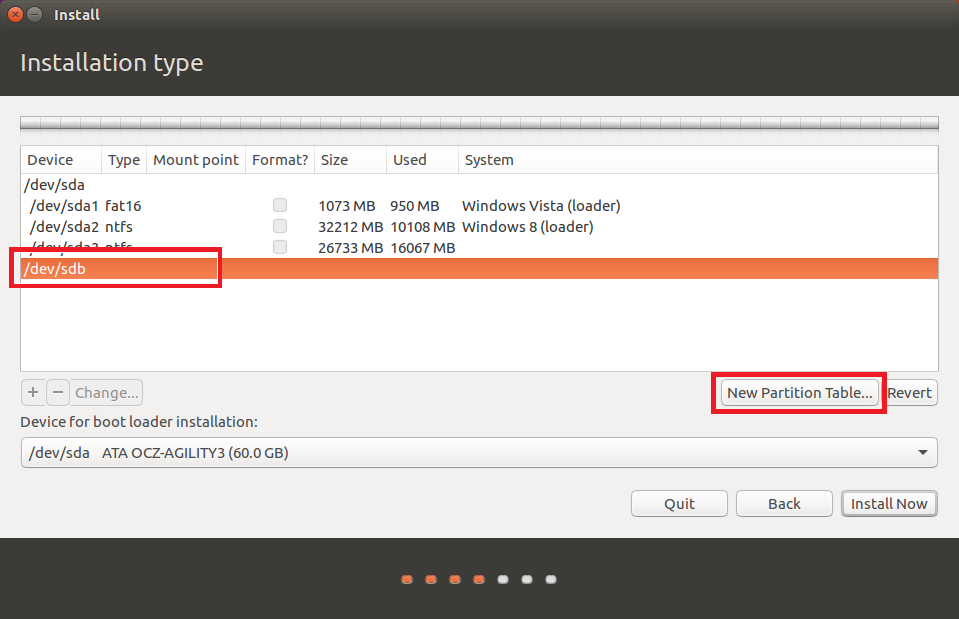 Install
Installation type
Device Type Mount point Format? Size Used System
/dev/sda
/dev/sda1 fat16 1073 MB 950 MB Windows Vista (loader)
/dev/sda2 ntfs 32212 MB 10108 MB Windows 8 (loader)
/dev/sda3 ntfs 26733 MB 16067 MB
/dev/sdb
+ − Change... New Partition Table... Revert
Device for boot loader installation:
/dev/sda ATA OCZ-AGILITY3 (60.0 GB)
Quit Back Install Now